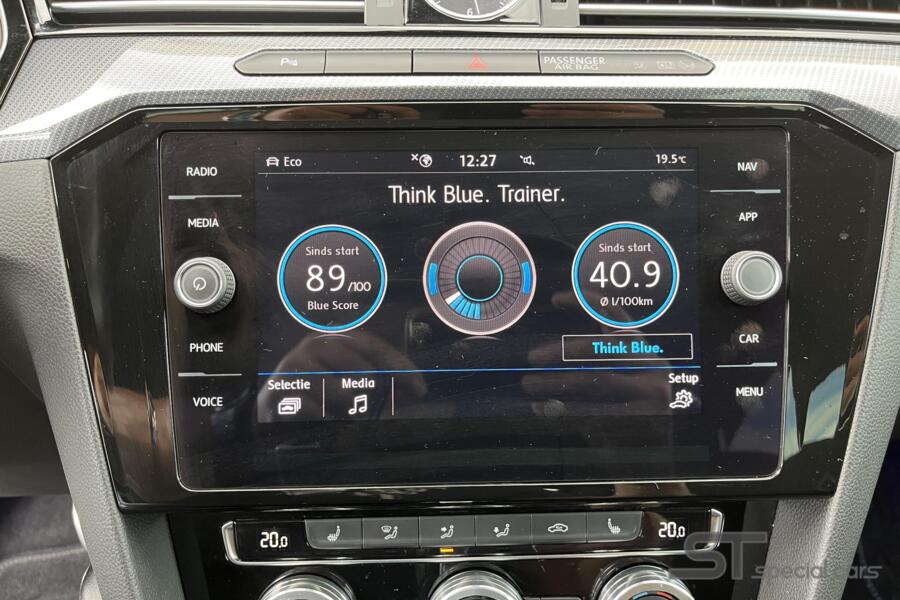 6
P
PASSENGER
AIR BAG
RADIO
MEDIA
PHONE
VOICE
NAV
APP
CAR
MENU
Eco
12:27
19.5°C
Think Blue. Trainer.
Sinds start
89/100
Blue Score
Sinds start
40.9
Ø l/100km
Think Blue.
Selectie
Media
Setup
20.0
20.0
ST specialcars